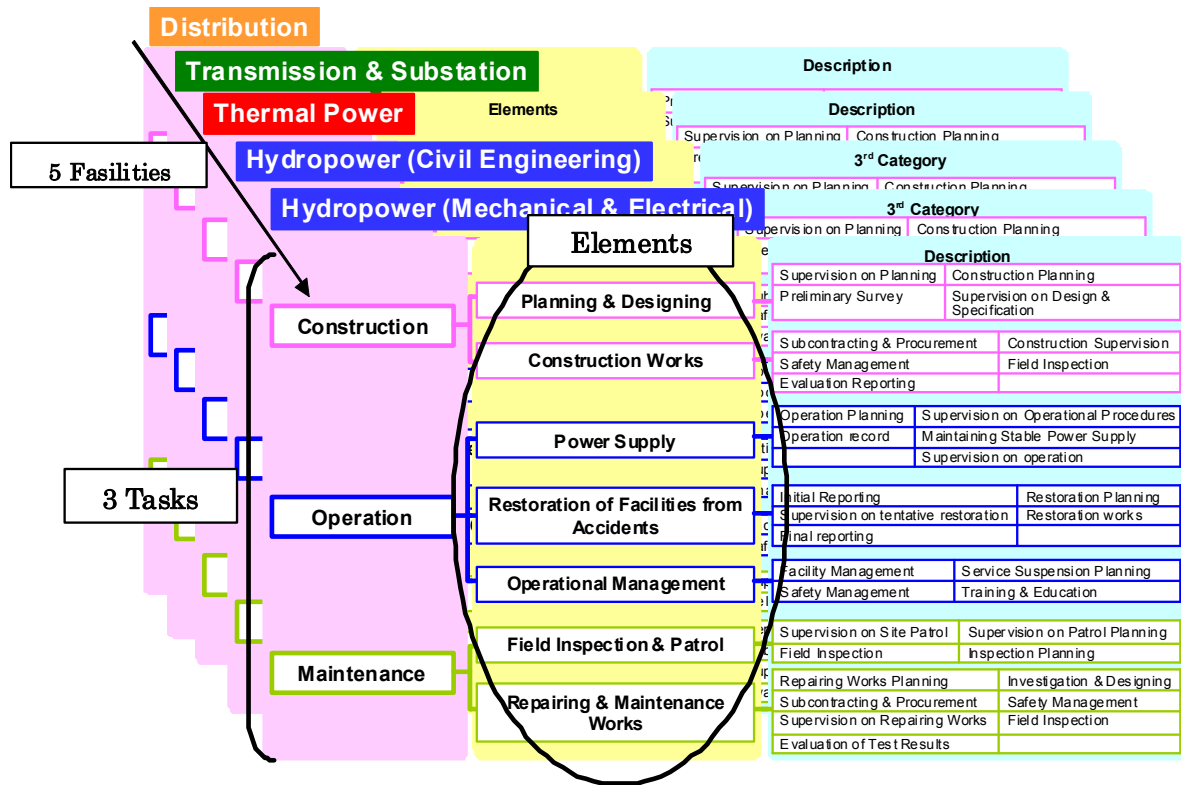 Distribution
Description
Transmission & Substation
Thermal Power
Elements
Description
Supervision on Planning Construction Planning
5 Fasilities
Hydropower (Civil Engineering)
3rd Category
Supervision on Planning Construction Planning
Hydropower (Mechanical & Electrical)
3rd Category
Supervision on Planning Construction Planning
Elements
Description
Supervision on Planning Construction Planning
Planning & Designing
Preliminary Survey Supervision on Design &
Specification
Construction
Subcontracting & Procurement Construction Supervision
Construction Works
Safety Management Field Inspection
Evaluation Reporting
Operation Planning Supervision on Operational Procedures
Power Supply
Operation record Maintaining Stable Power Supply
Supervision on operation
3 Tasks
Initial Reporting Restoration Planning
Operation
Restoration of Facilities from
Accidents
Supervision on tentative restoration Restoration works
Final reporting
Facility Management Service Suspension Planning
Operational Management
Safety Management Training & Education
Supervision on Site Patrol Supervision on Patrol Planning
Field Inspection & Patrol
Field Inspection Inspection Planning
Maintenance
Repairing Works Planning Investigation & Designing
Repairing & Maintenance
Works
Subcontracting & Procurement Safety Management
Supervision on Repairing Works Field Inspection
Evaluation of Test Results